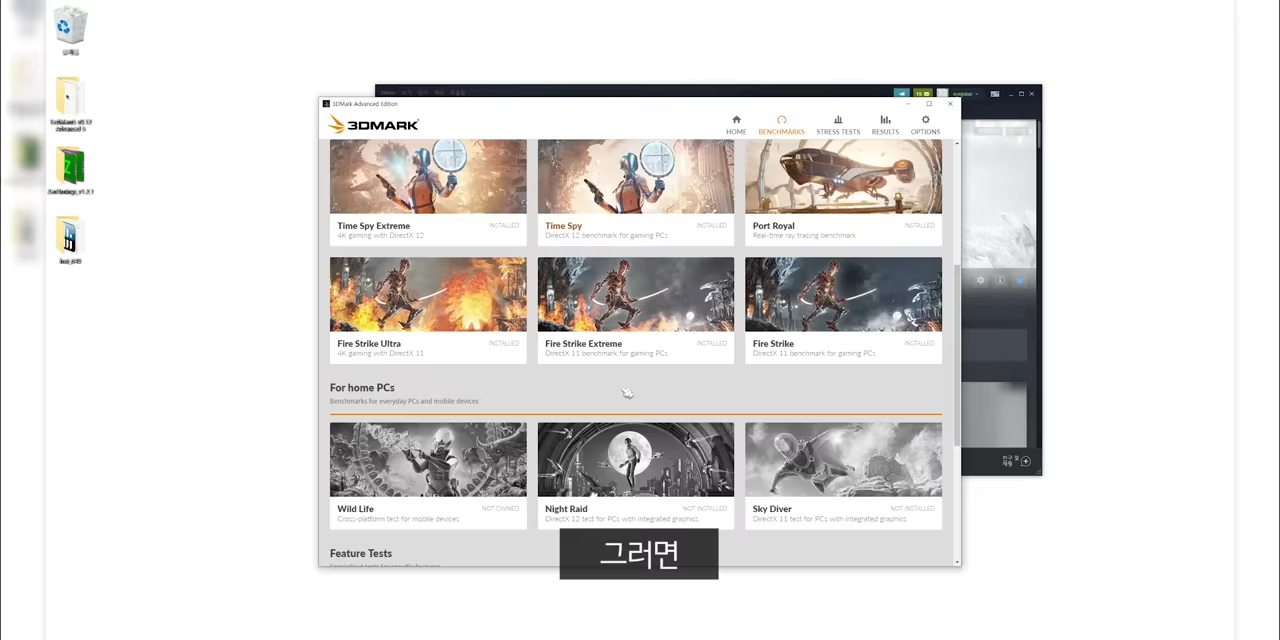 3DMark Advanced Edition
3DMARK
HOME
BENCHMARKS
STRESS TESTS
RESULTS
OPTIONS
Time Spy Extreme
INSTALLED
4K gaming with DirectX 12
Time Spy
INSTALLED
DirectX 12 benchmark for gaming PCs
Port Royal
INSTALLED
Real-time ray tracing benchmark
Fire Strike Ultra
INSTALLED
4K gaming with DirectX 11
Fire Strike Extreme
INSTALLED
DirectX 11 benchmark for gaming PCs
Fire Strike
INSTALLED
DirectX 11 benchmark for gaming PCs
For home PCs
Benchmarks for everyday PCs and mobile devices
Wild Life
NOT OWNED
Cross-platform test for mobile devices
Night Raid
NOT INSTALLED
DirectX 12 test for PCs with integrated graphics
Sky Diver
NOT INSTALLED
DirectX 11 test for PCs with integrated graphics
Feature Tests
친구 및
채팅
그러면